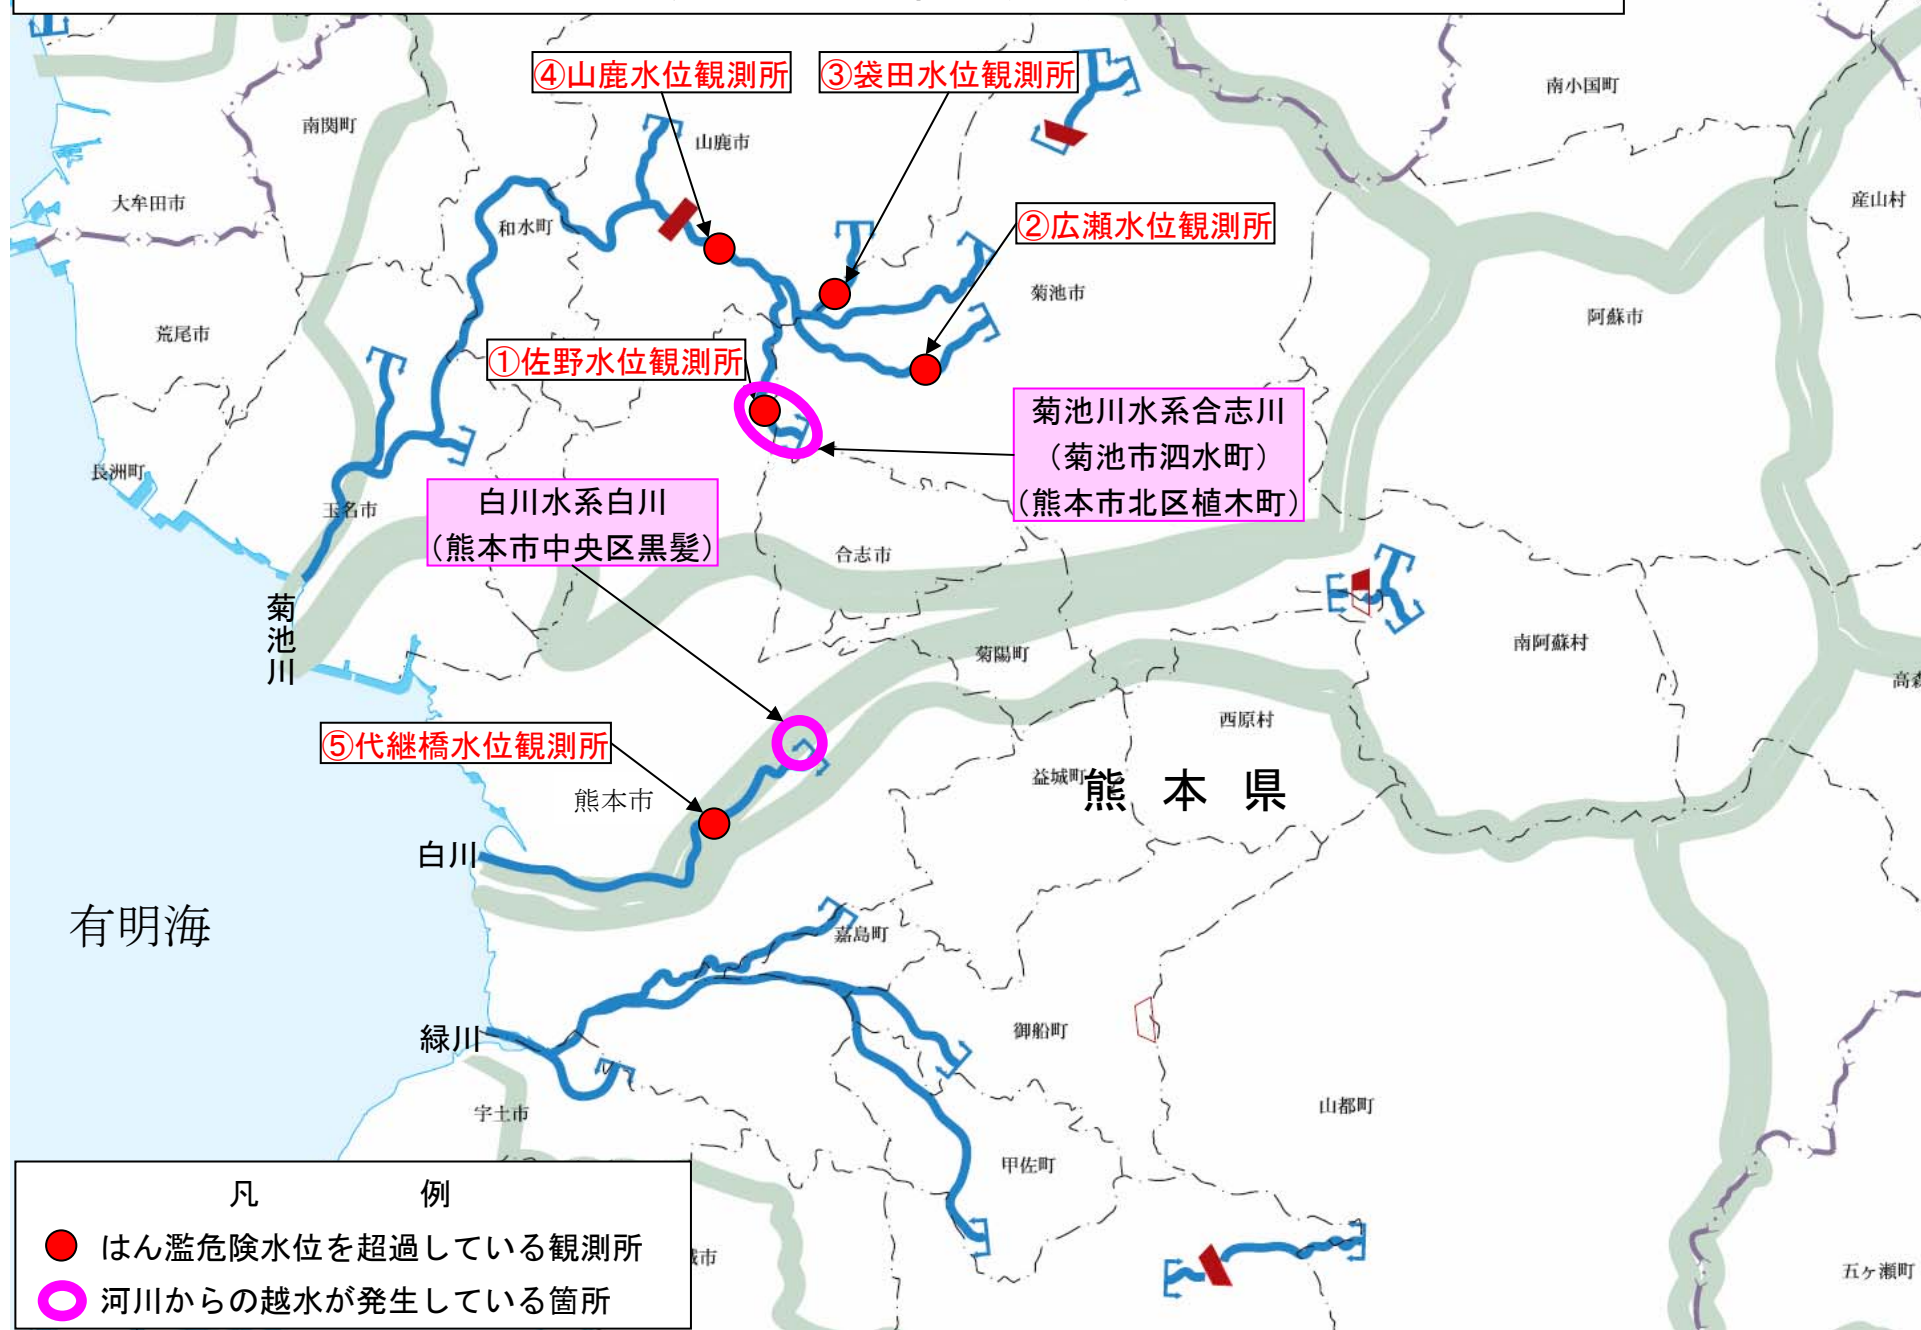 ④山鹿水位観測所
③袋田水位観測所
南小国町
南関町
山鹿市
大牟田市
産山村
和水町
②広瀬水位観測所
菊池市
阿蘇市
荒尾市
①佐野水位観測所
菊池川水系合志川
（菊池市泗水町）
（熊本市北区植木町）
長洲町
玉名市
白川水系白川
（熊本市中央区黒髪）
合志市
菊池川
南阿蘇村
菊陽町
高森
西原村
⑤代継橋水位観測所
益城町
熊本県
熊本市
白川
有明海
嘉島町
緑川
御船町
宇土市
山都町
甲佐町
凡例
はん濫危険水位を超過している観測所
河川からの越水が発生している箇所
城市
五ヶ瀬町